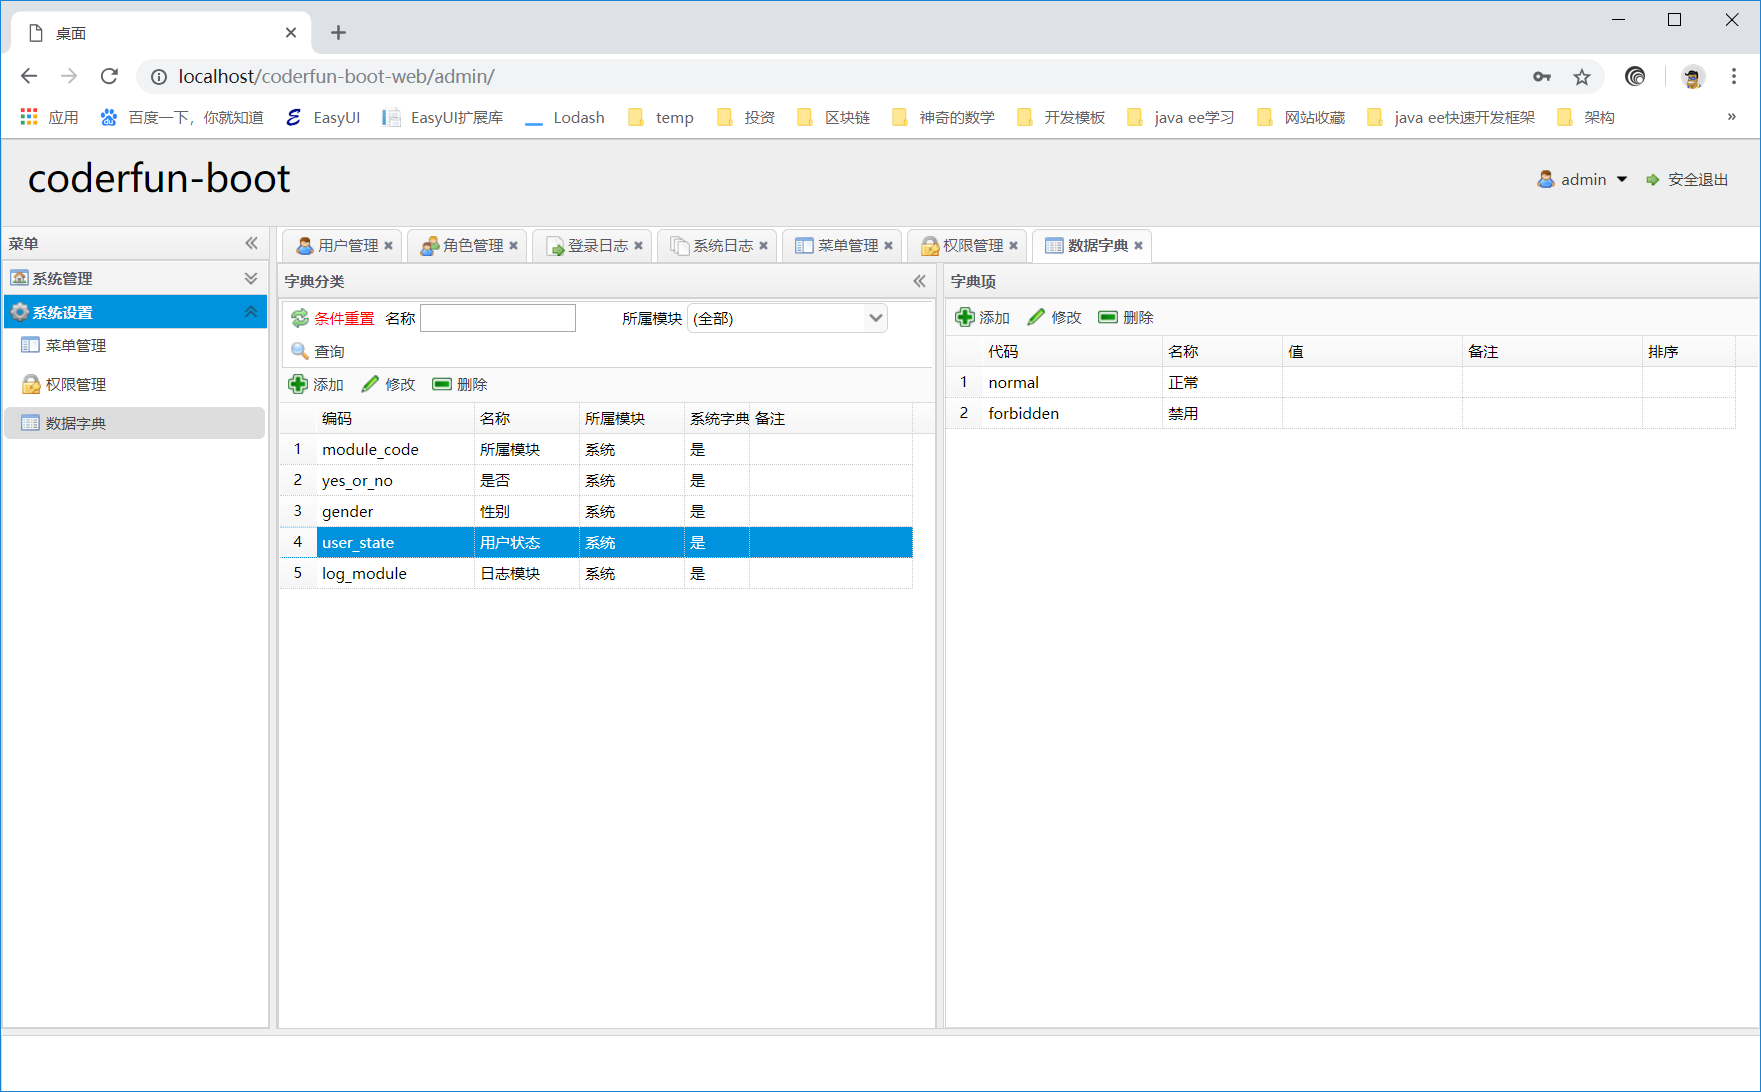 桌面
localhost/coderfun-boot-web/admin/
应用 百度一下，你就知道 EasyUI EasyUI扩展库 Lodash temp 投资 区块链 神奇的数学 开发模板 java ee学习 网站收藏 java ee快速开发框架 架构 »
coderfun-boot
admin 安全退出
菜单
系统管理
系统设置
菜单管理
权限管理
数据字典
用户管理 角色管理 登录日志 系统日志 菜单管理 权限管理 数据字典
字典分类
条件重置 名称 所属模块 (全部)
查询
添加 修改 删除
编码 名称 所属模块 系统字典 备注
1 module_code 所属模块 系统 是
2 yes_or_no 是否 系统 是
3 gender 性别 系统 是
4 user_state 用户状态 系统 是
5 log_module 日志模块 系统 是
字典项
添加 修改 删除
代码 名称 值 备注 排序
1 normal 正常
2 forbidden 禁用